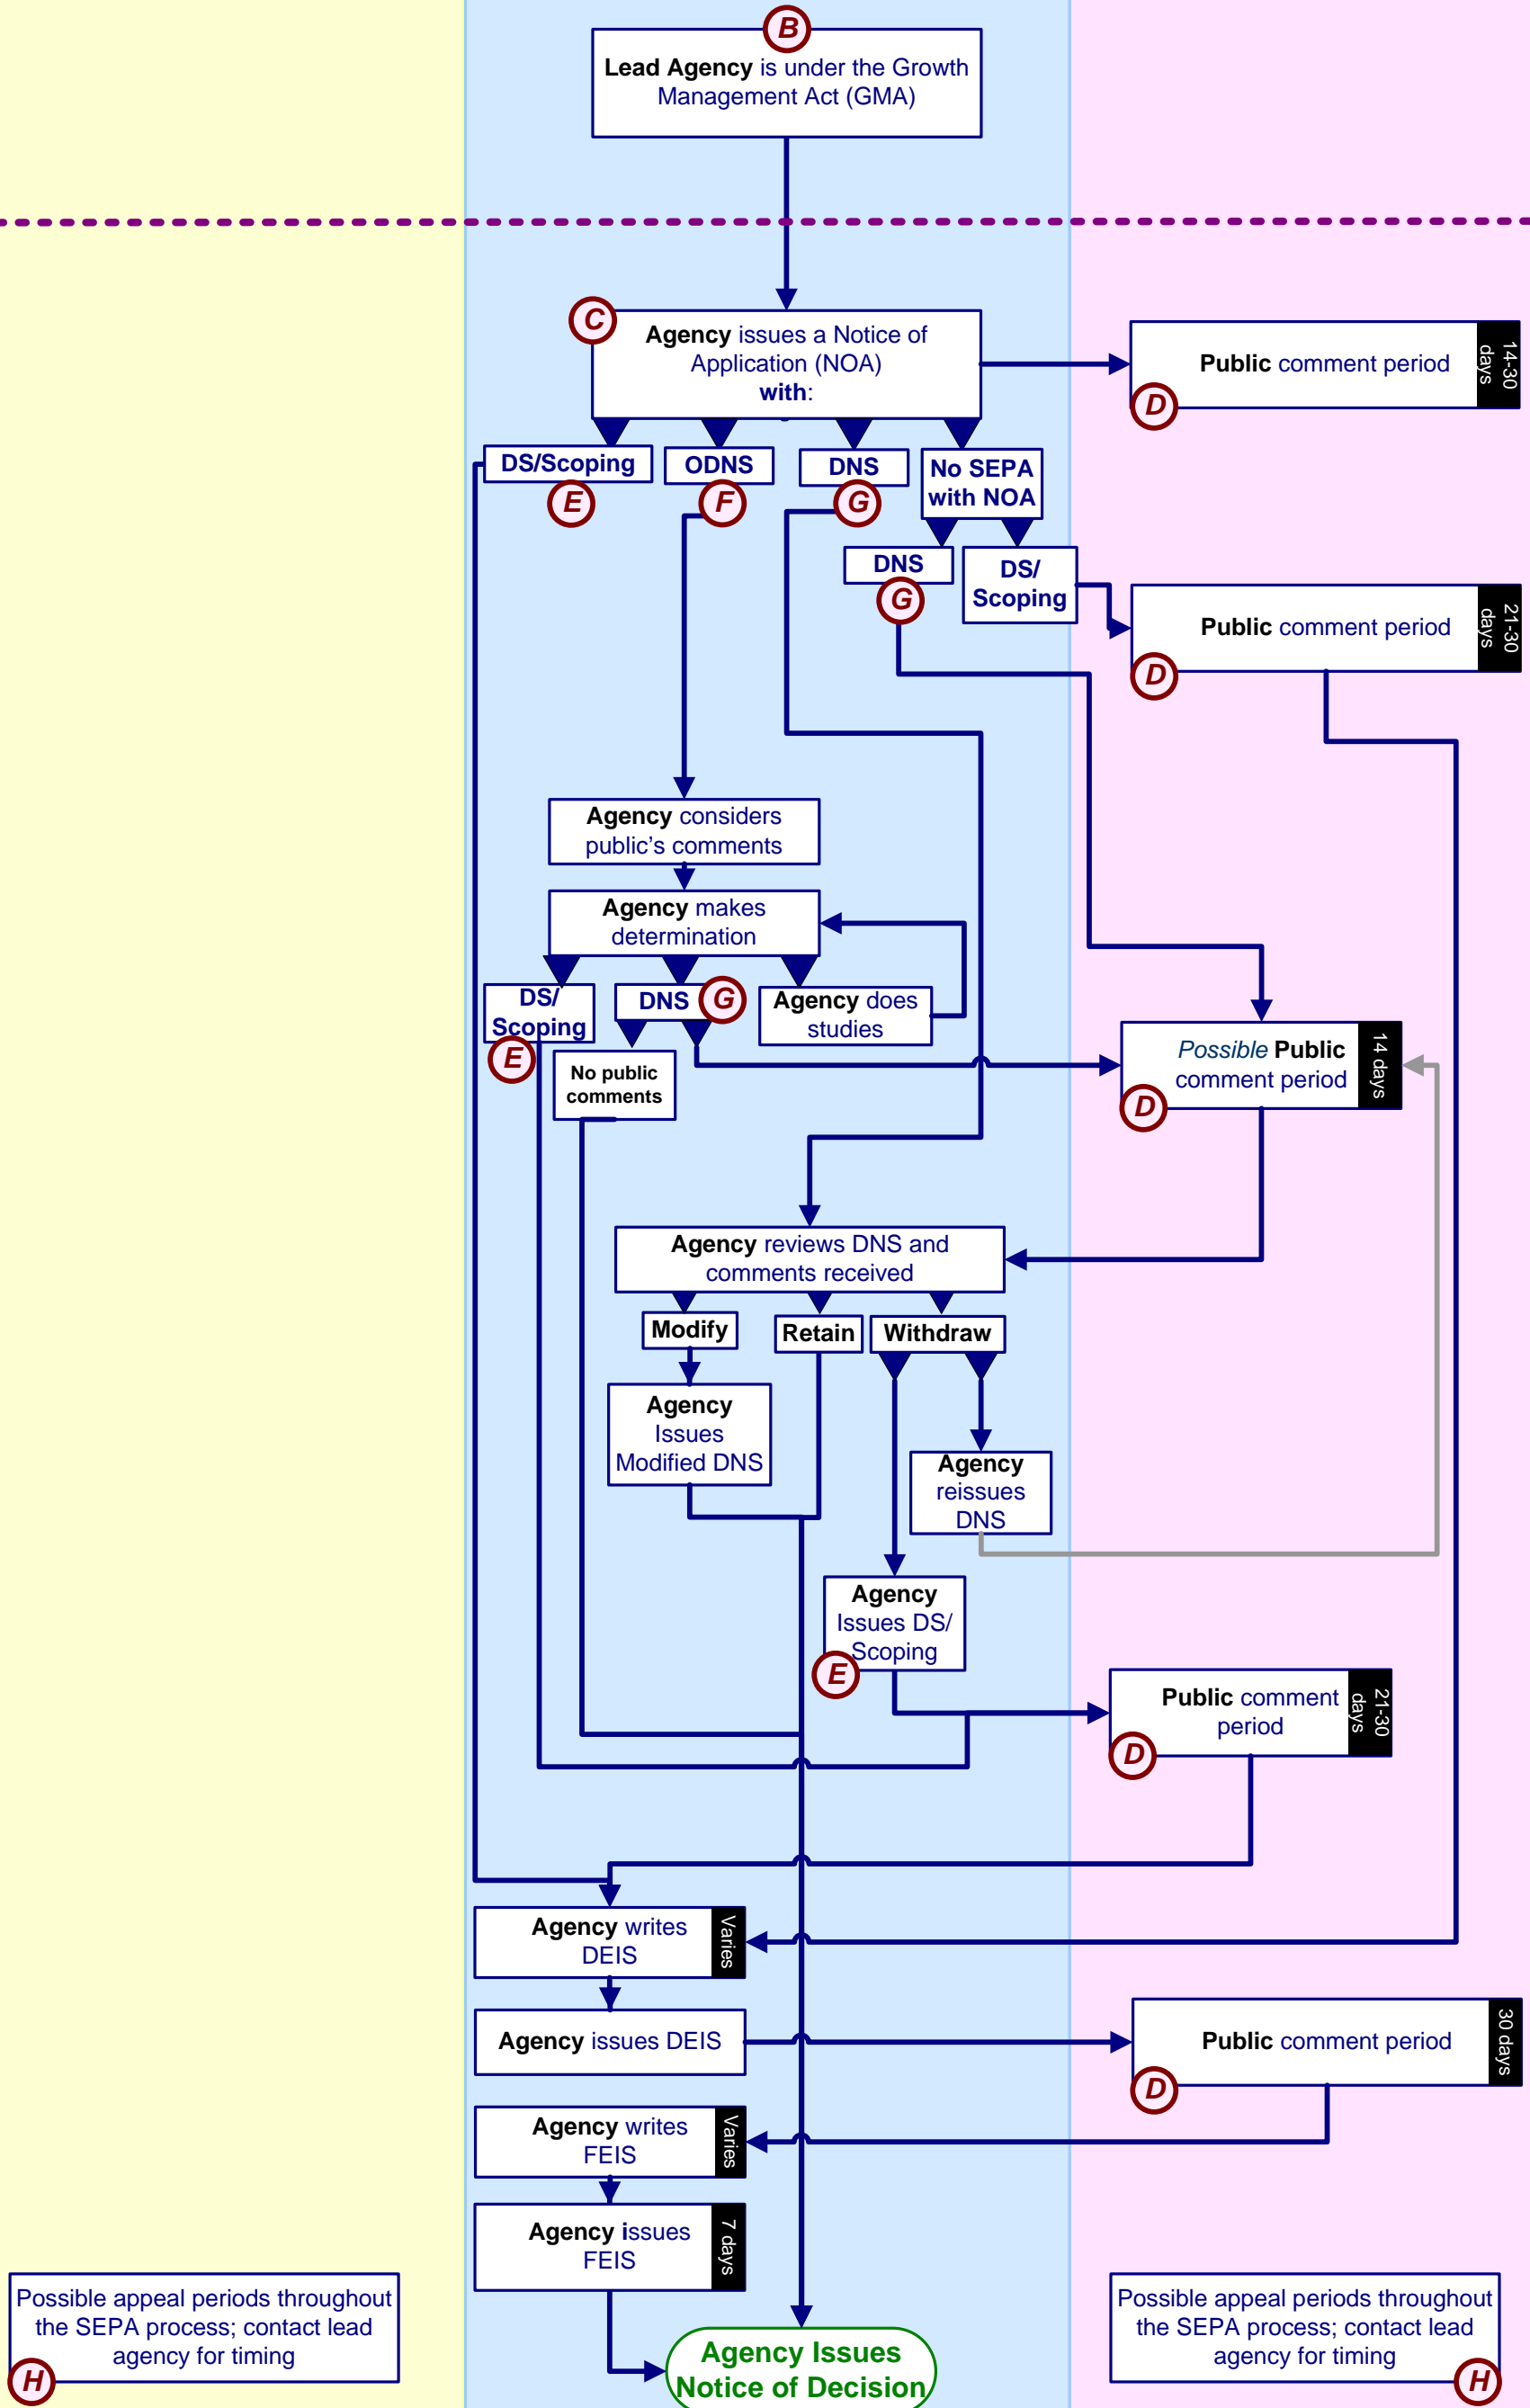 B
Lead Agency is under the Growth
Management Act (GMA)
C
Agency issues a Notice of
Application (NOA)
with:
Public comment period
14-30
days
D
DS/Scoping
E
ODNS
F
DNS
G
No SEPA
with NOA
DNS
G
DS/
Scoping
Public comment period
21-30
days
D
Agency considers
public's comments
Agency makes
determination
DS/
Scoping
E
DNS
G
Agency does
studies
No public
comments
Possible Public
comment period
14 days
D
Agency reviews DNS and
comments received
Modify
Retain
Withdraw
Agency
Issues
Modified DNS
Agency
reissues
DNS
Agency
Issues DS/
Scoping
E
Public comment
period
21-30
days
D
Agency writes
DEIS
Varies
Agency issues DEIS
Public comment period
30 days
D
Agency writes
FEIS
Varies
Agency issues
FEIS
7 days
Possible appeal periods throughout
the SEPA process; contact lead
agency for timing
H
Agency Issues
Notice of Decision
Possible appeal periods throughout
the SEPA process; contact lead
agency for timing
H